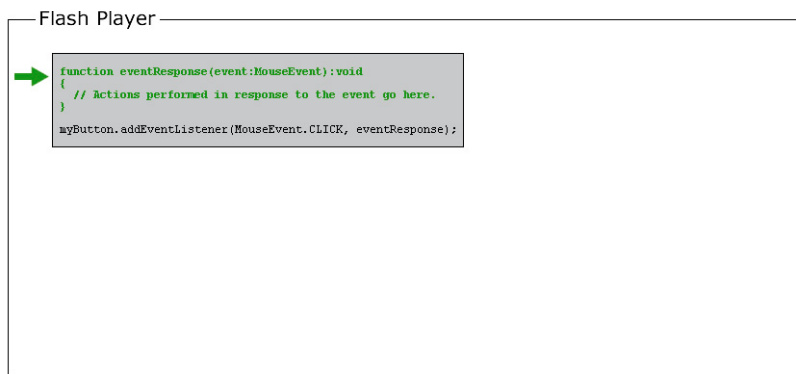 Flash Player
function eventResponse(event:MouseEvent):void
{
// Actions performed in response to the event go here.
}
myButton.addEventListener(MouseEvent.CLICK, eventResponse);